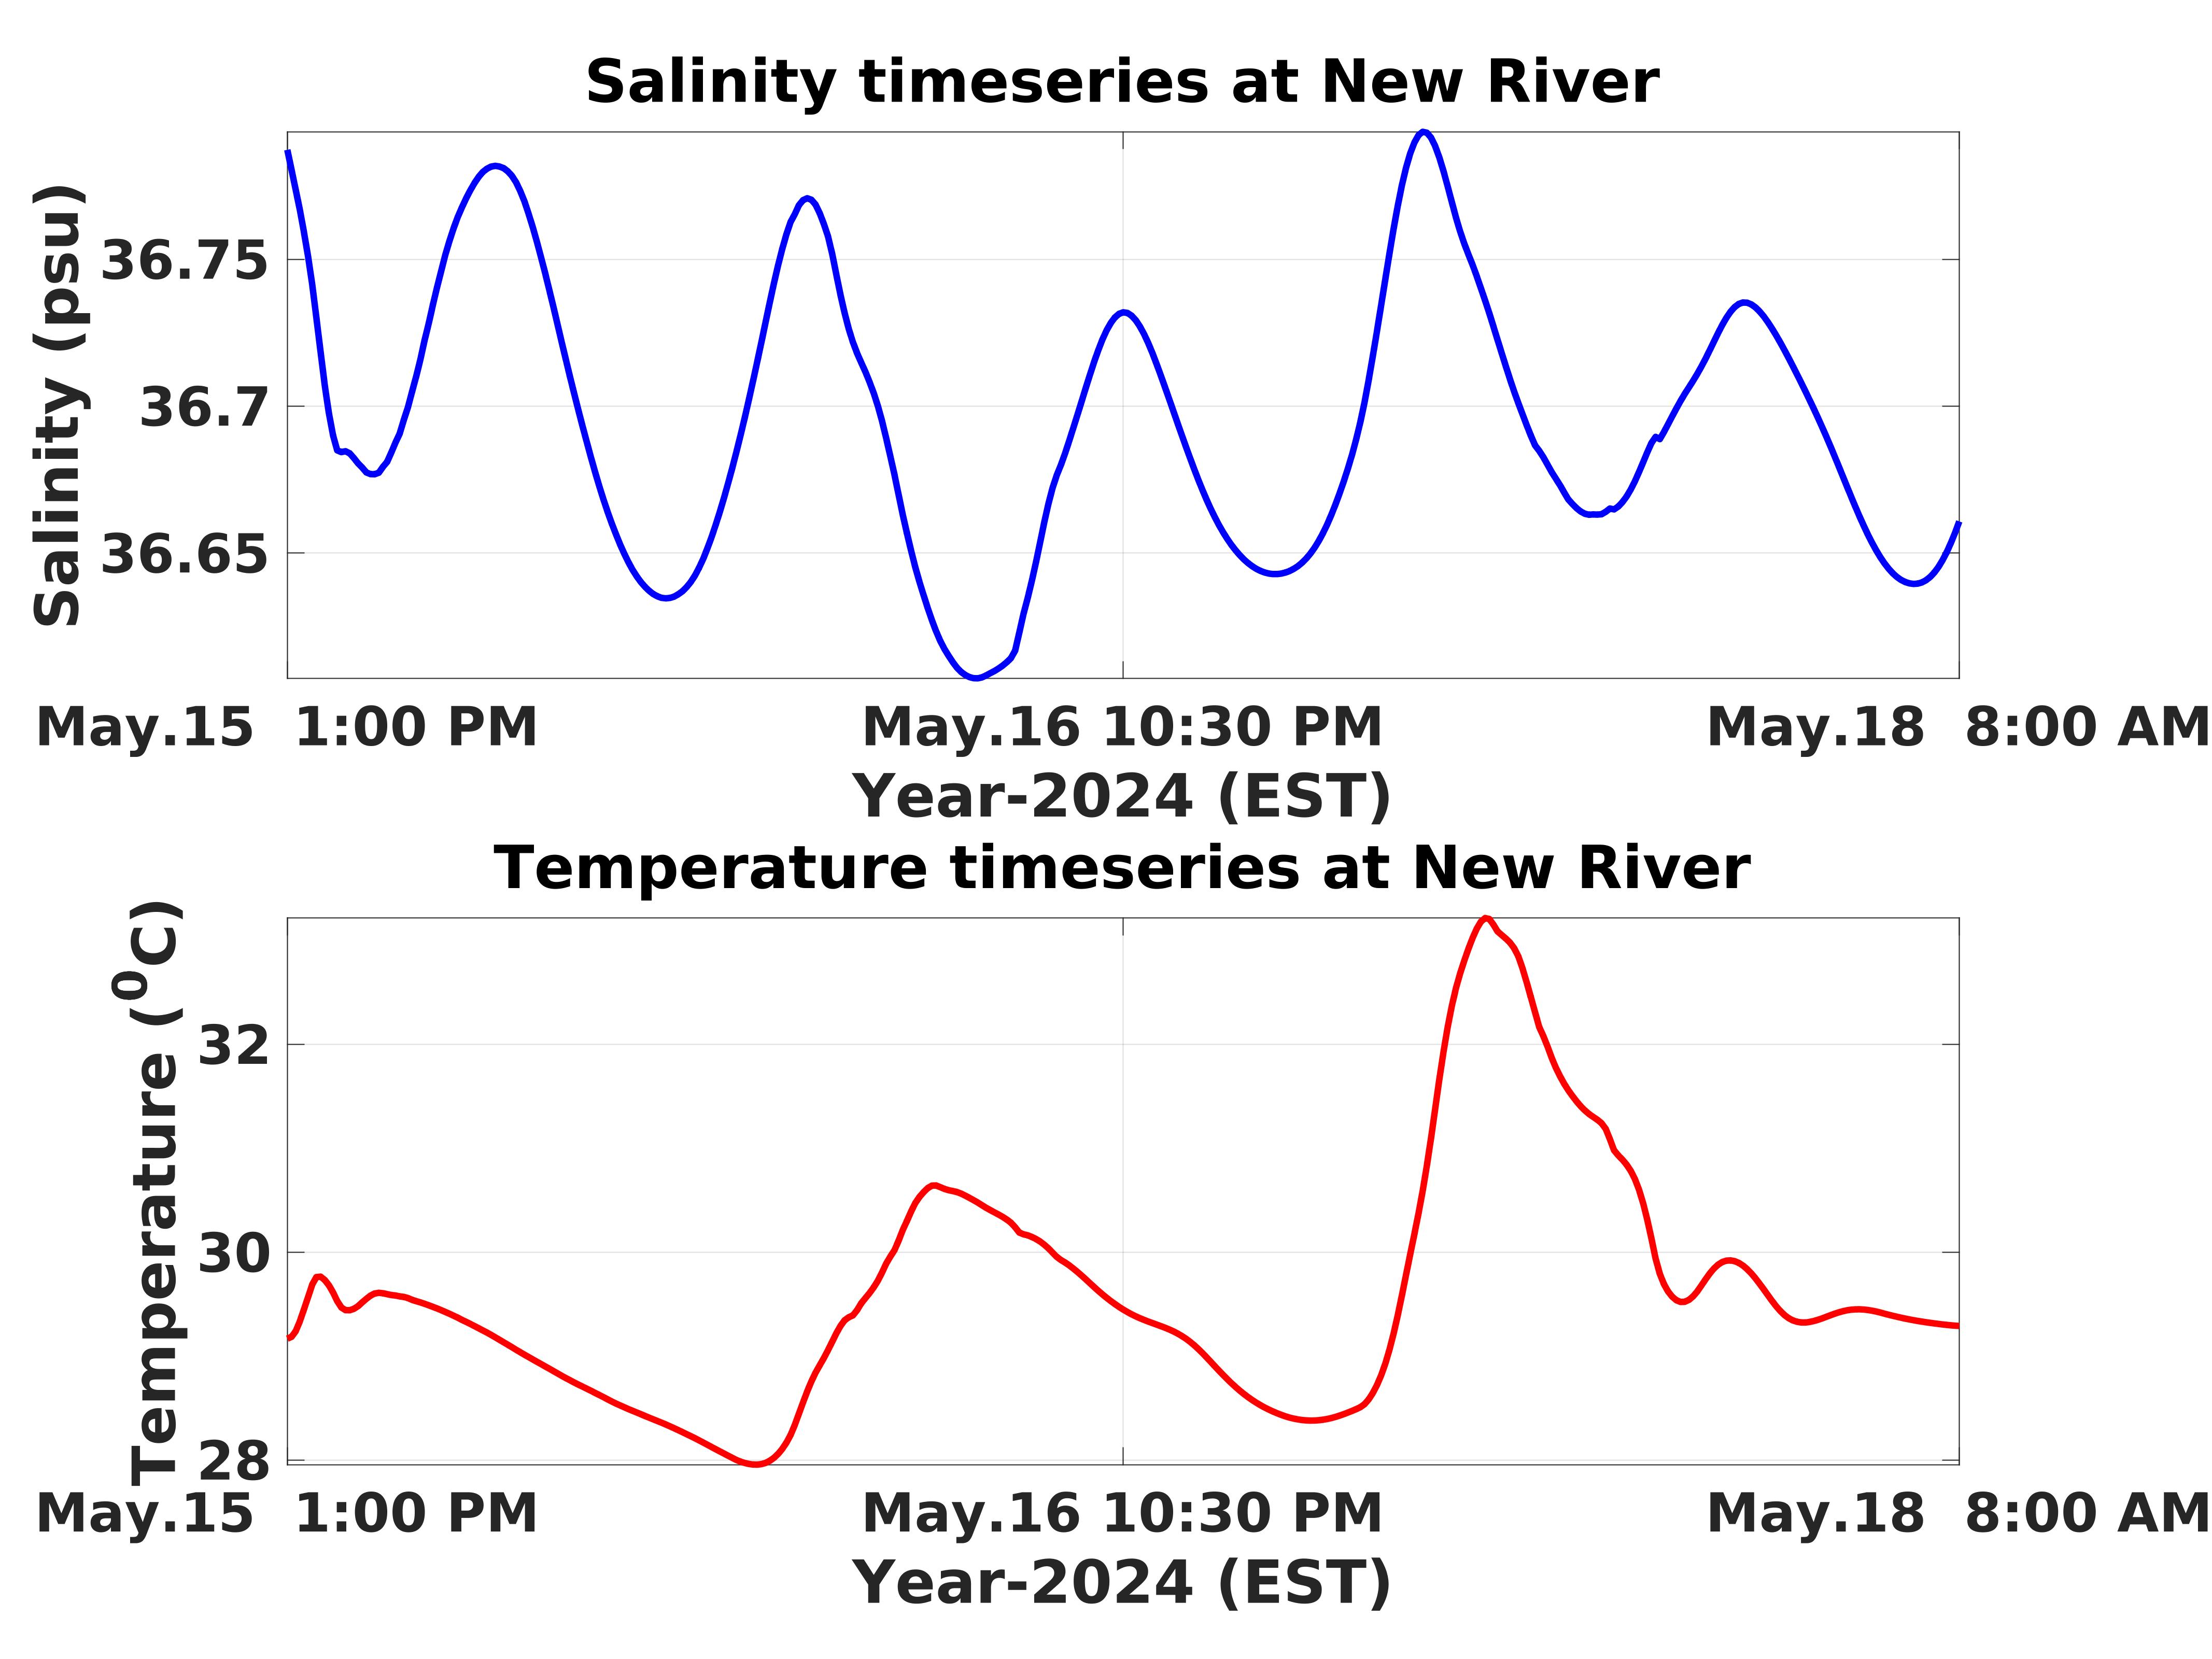 Salinity timeseries at New River
Salinity (psu)
36.75
36.7
36.65
May.15  1:00 PM
May.16 10:30 PM
May.18  8:00 AM
Year-2024 (EST)
Temperature timeseries at New River
Temperature (⁰C)
32
30
28
May.15  1:00 PM
May.16 10:30 PM
May.18  8:00 AM
Year-2024 (EST)